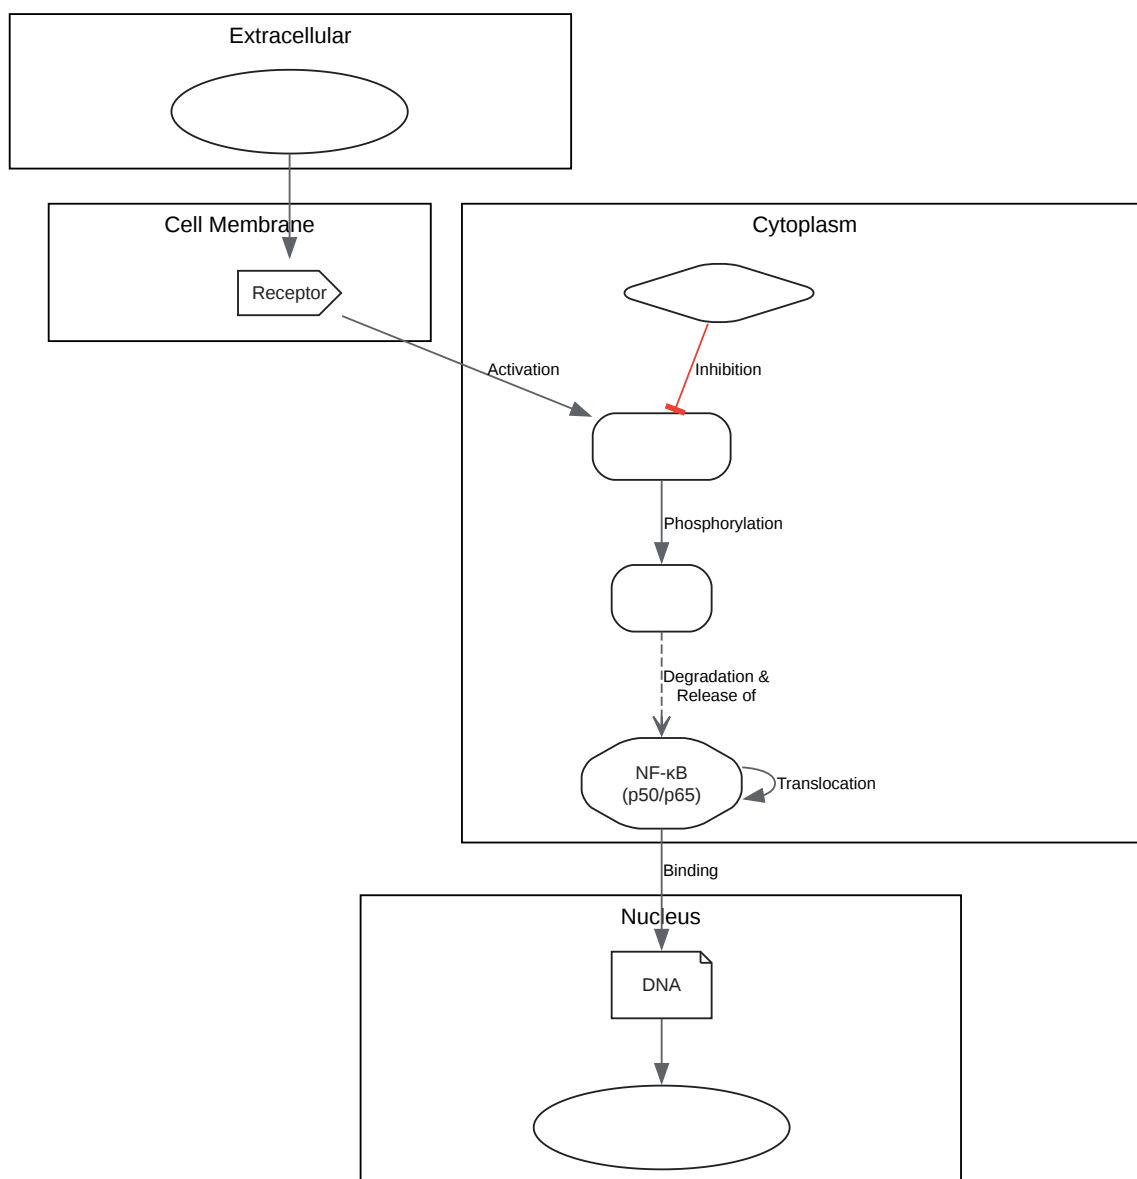 Extracellular
Cell Membrane
Receptor
Cytoplasm
Activation
Inhibition
Phosphorylation
Degradation &
Release of
NF-κB
(p50/p65)
Translocation
Binding
Nucleus
DNA